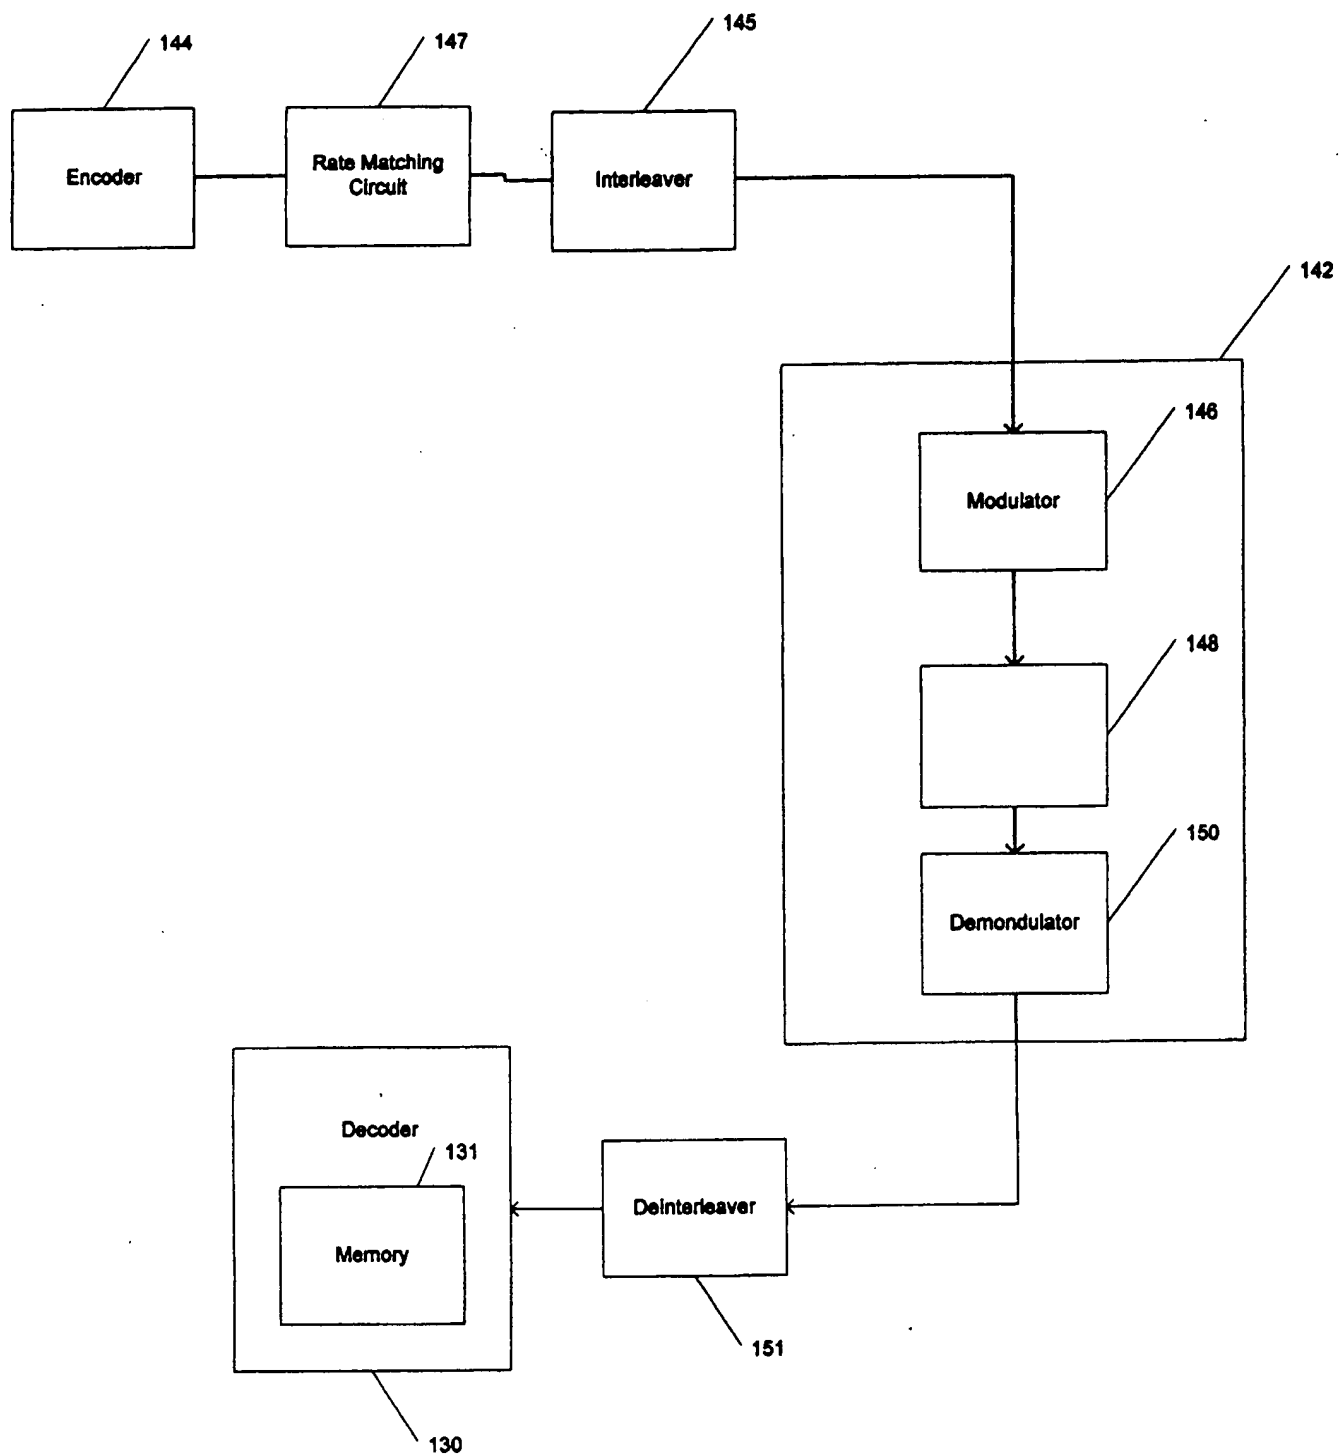 144
147
145
Encoder
Rate Matching
Circuit
Interleaver
142
146
Modulator
148
150
Demondulator
Decoder
131
Memory
Deinterleaver
151
130